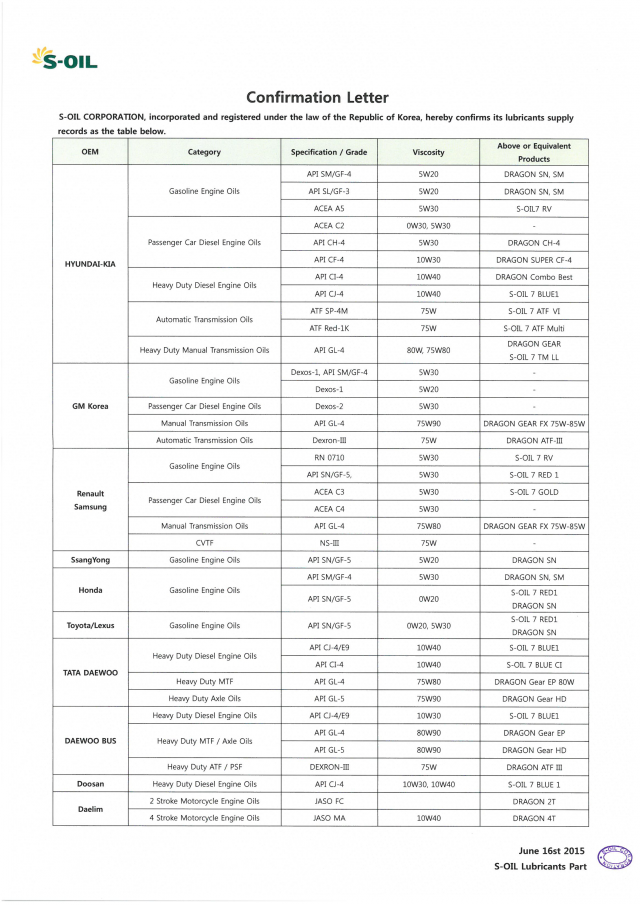 S-OIL
Confirmation Letter
S-OIL CORPORATION, incorporated and registered under the law of the Republic of Korea, hereby confirms its lubricants supply
records as the table below.
OEM Category Specification / Grade Viscosity Above or Equivalent Products
HYUNDAI-KIA Gasoline Engine Oils API SM/GF-4 5W20 DRAGON SN, SM
API SL/GF-3 5W20 DRAGON SN, SM
ACEA A5 5W30 S-OIL7 RV
Passenger Car Diesel Engine Oils ACEA C2 0W30, 5W30 -
API CH-4 5W30 DRAGON CH-4
API CF-4 10W30 DRAGON SUPER CF-4
Heavy Duty Diesel Engine Oils API CI-4 10W40 DRAGON Combo Best
API CJ-4 10W40 S-OIL 7 BLUE1
Automatic Transmission Oils ATF SP-4M 75W S-OIL 7 ATF VI
ATF Red-1K 75W S-OIL 7 ATF Multi
Heavy Duty Manual Transmission Oils API GL-4 80W, 75W80 DRAGON GEAR
S-OIL 7 TM LL
GM Korea Gasoline Engine Oils Dexos-1, API SM/GF-4 5W30 -
Dexos-1 5W20 -
Passenger Car Diesel Engine Oils Dexos-2 5W30 -
Manual Transmission Oils API GL-4 75W90 DRAGON GEAR FX 75W-85W
Automatic Transmission Oils Dexron-III 75W DRAGON ATF-III
Renault Samsung Gasoline Engine Oils RN 0710 5W30 S-OIL 7 RV
API SN/GF-5, 5W30 S-OIL 7 RED 1
Passenger Car Diesel Engine Oils ACEA C3 5W30 S-OIL 7 GOLD
ACEA C4 5W30 -
Manual Transmission Oils API GL-4 75W80 DRAGON GEAR FX 75W-85W
CVTF NS-III 75W -
SsangYong Gasoline Engine Oils API SN/GF-5 5W20 DRAGON SN
Honda Gasoline Engine Oils API SM/GF-4 5W30 DRAGON SN, SM
API SN/GF-5 0W20 S-OIL 7 RED1
DRAGON SN
Toyota/Lexus Gasoline Engine Oils API SN/GF-5 0W20, 5W30 S-OIL 7 RED1
DRAGON SN
TATA DAEWOO Heavy Duty Diesel Engine Oils API CJ-4/E9 10W40 S-OIL 7 BLUE1
API CI-4 10W40 S-OIL 7 BLUE CI
Heavy Duty MTF API GL-4 75W80 DRAGON Gear EP 80W
Heavy Duty Axle Oils API GL-5 75W90 DRAGON Gear HD
DAEWOO BUS Heavy Duty Diesel Engine Oils API CJ-4/E9 10W30 S-OIL 7 BLUE1
Heavy Duty MTF / Axle Oils API GL-4 80W90 DRAGON Gear EP
API GL-5 80W90 DRAGON Gear HD
Heavy Duty ATF / PSF DEXRON-III 75W DRAGON ATF III
Doosan Heavy Duty Diesel Engine Oils API CJ-4 10W30, 10W40 S-OIL 7 BLUE 1
Daelim 2 Stroke Motorcycle Engine Oils JASO FC DRAGON 2T
4 Stroke Motorcycle Engine Oils JASO MA 10W40 DRAGON 4T
June 16st 2015
S-OIL Lubricants Part